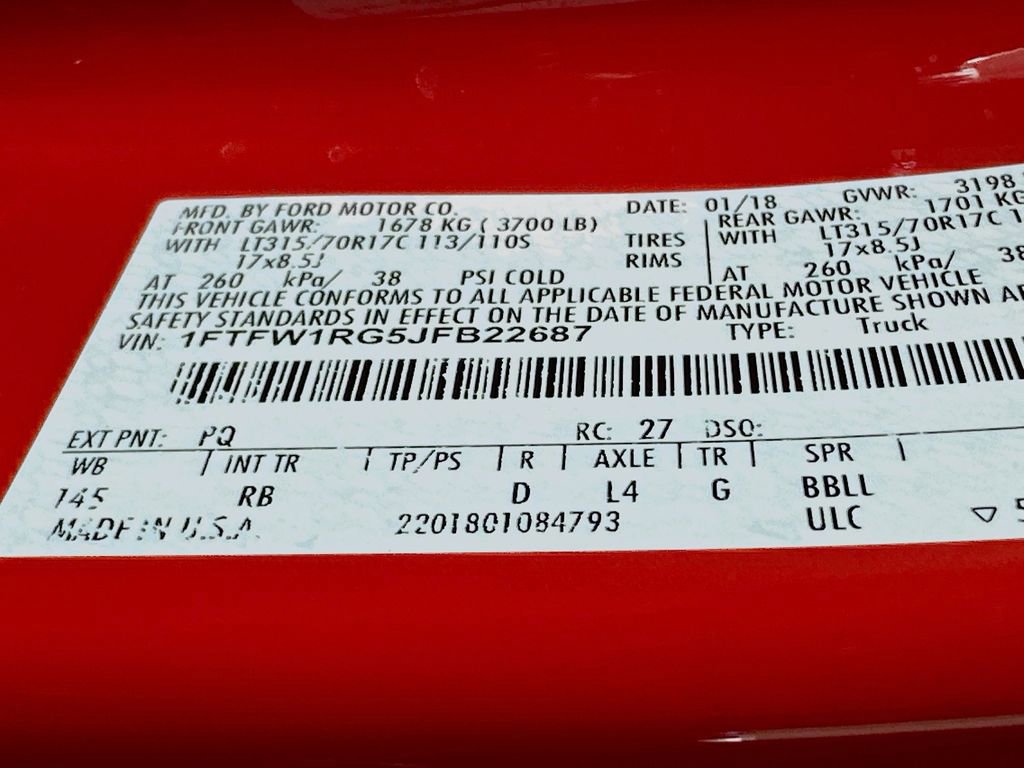 MFD. BY FORD MOTOR CO. DATE: 01/18 GVWR: 3198
FRONT GAWR: 1678 KG ( 3700 LB) REAR GAWR: 1701 KG
WITH LT315/70R17C 113/110S TIRES WITH LT315/70R17C 1
17x8.5J RIMS 17x8.5J
AT 260 kPa/ 38 PSI COLD AT 260 kPa/ 38
THIS VEHICLE CONFORMS TO ALL APPLICABLE FEDERAL MOTOR VEHICLE
SAFETY STANDARDS IN EFFECT ON THE DATE OF MANUFACTURE SHOWN
VIN: 1FTFW1RG5JFB22687 TYPE: Truck
EXT PNT: PQ RC: 27 DSO:
WB INT TR TP/PS R AXLE TR SPR
145 RB D L4 G BBLL
MADE IN U.S.A. 2201801084793 ULC